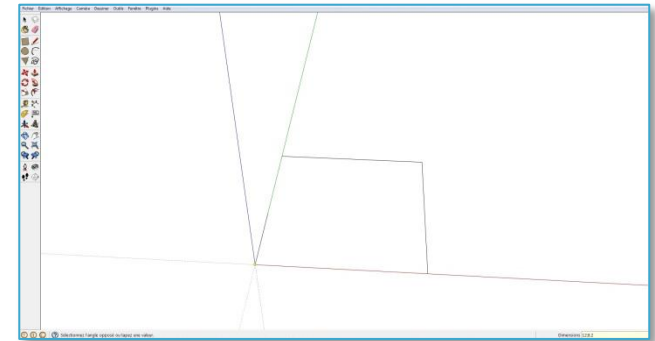 Fichier Edition Affichage Caméra Dessiner Outils Fenêtre Plugins Aide
Sélectionnez l'angle opposé ou tapez une valeur.
Dimensions